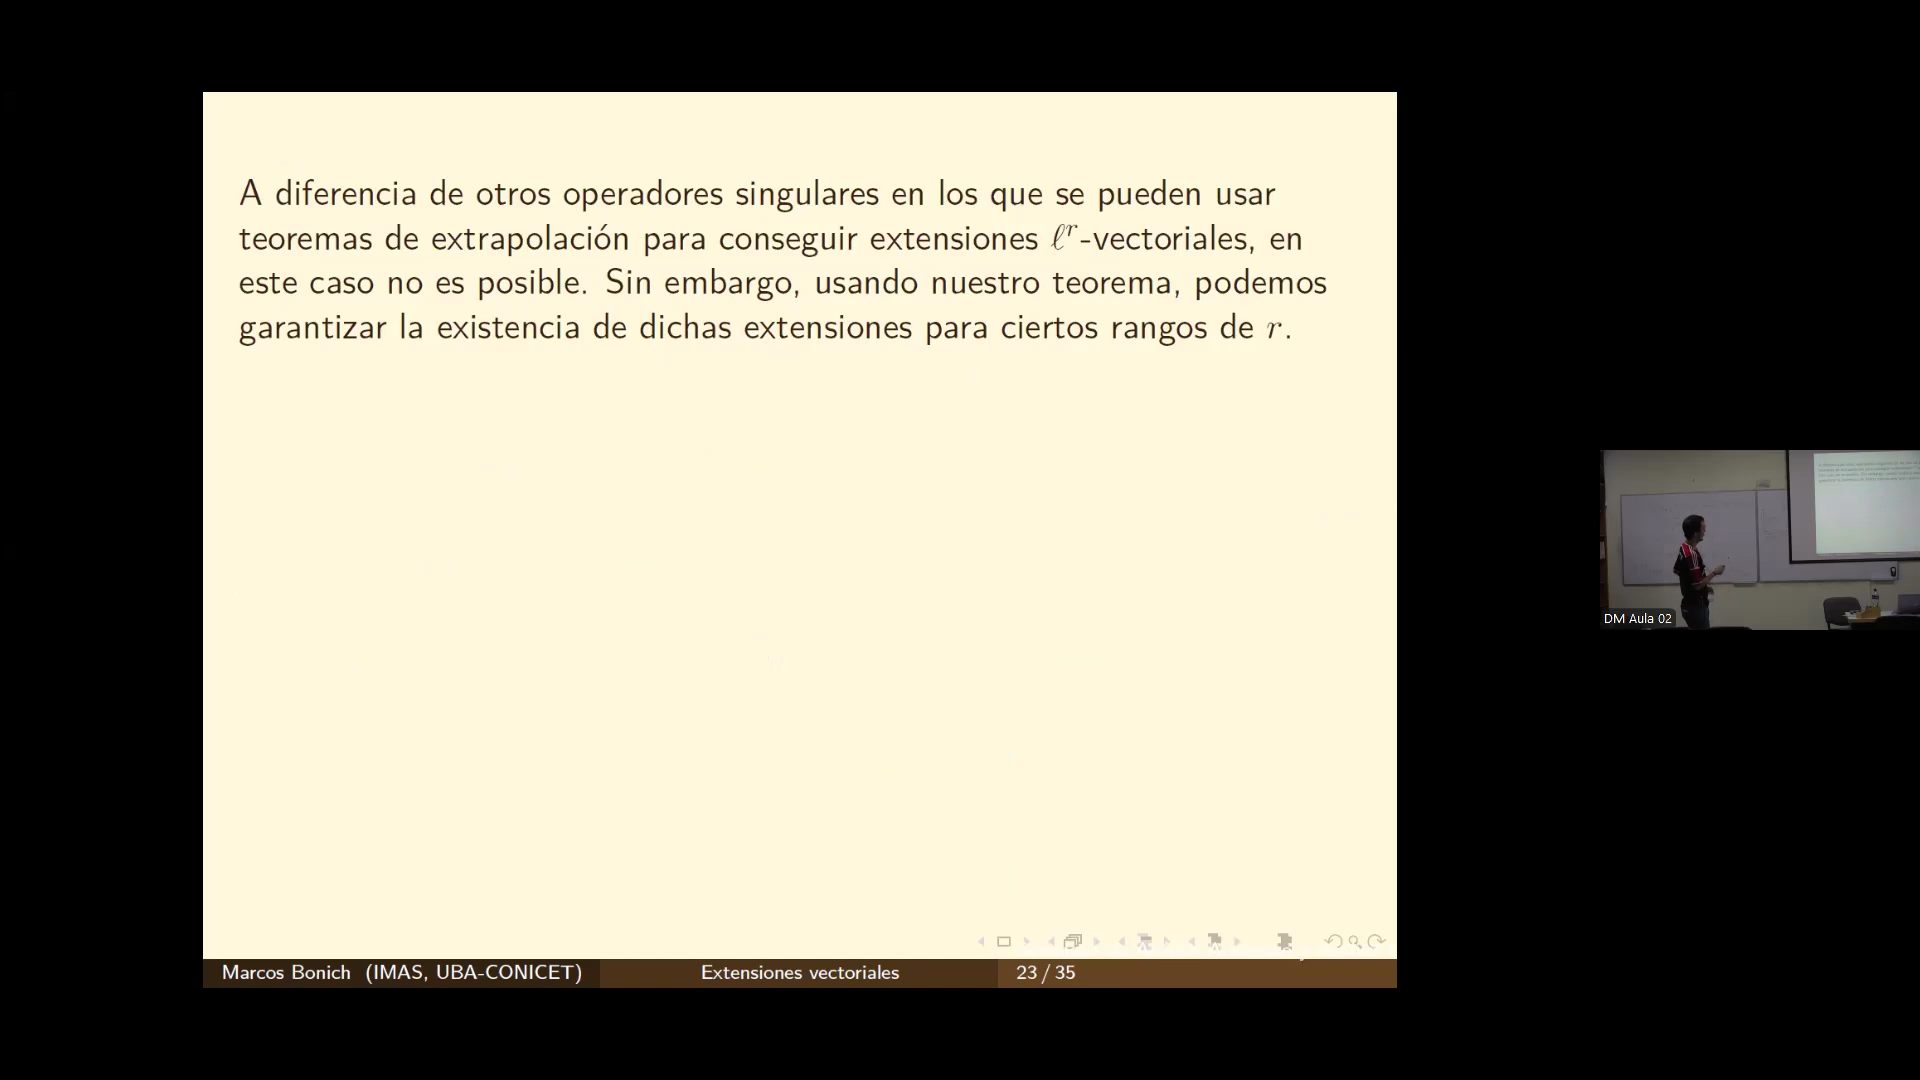 A diferencia de otros operadores singulares en los que se pueden usar
teoremas de extrapolación para conseguir extensiones ℓʳ-vectoriales, en
este caso no es posible. Sin embargo, usando nuestro teorema, podemos
garantizar la existencia de dichas extensiones para ciertos rangos de r.
DM Aula 02
Marcos Bonich (IMAS, UBA-CONICET) Extensiones vectoriales 23 / 35